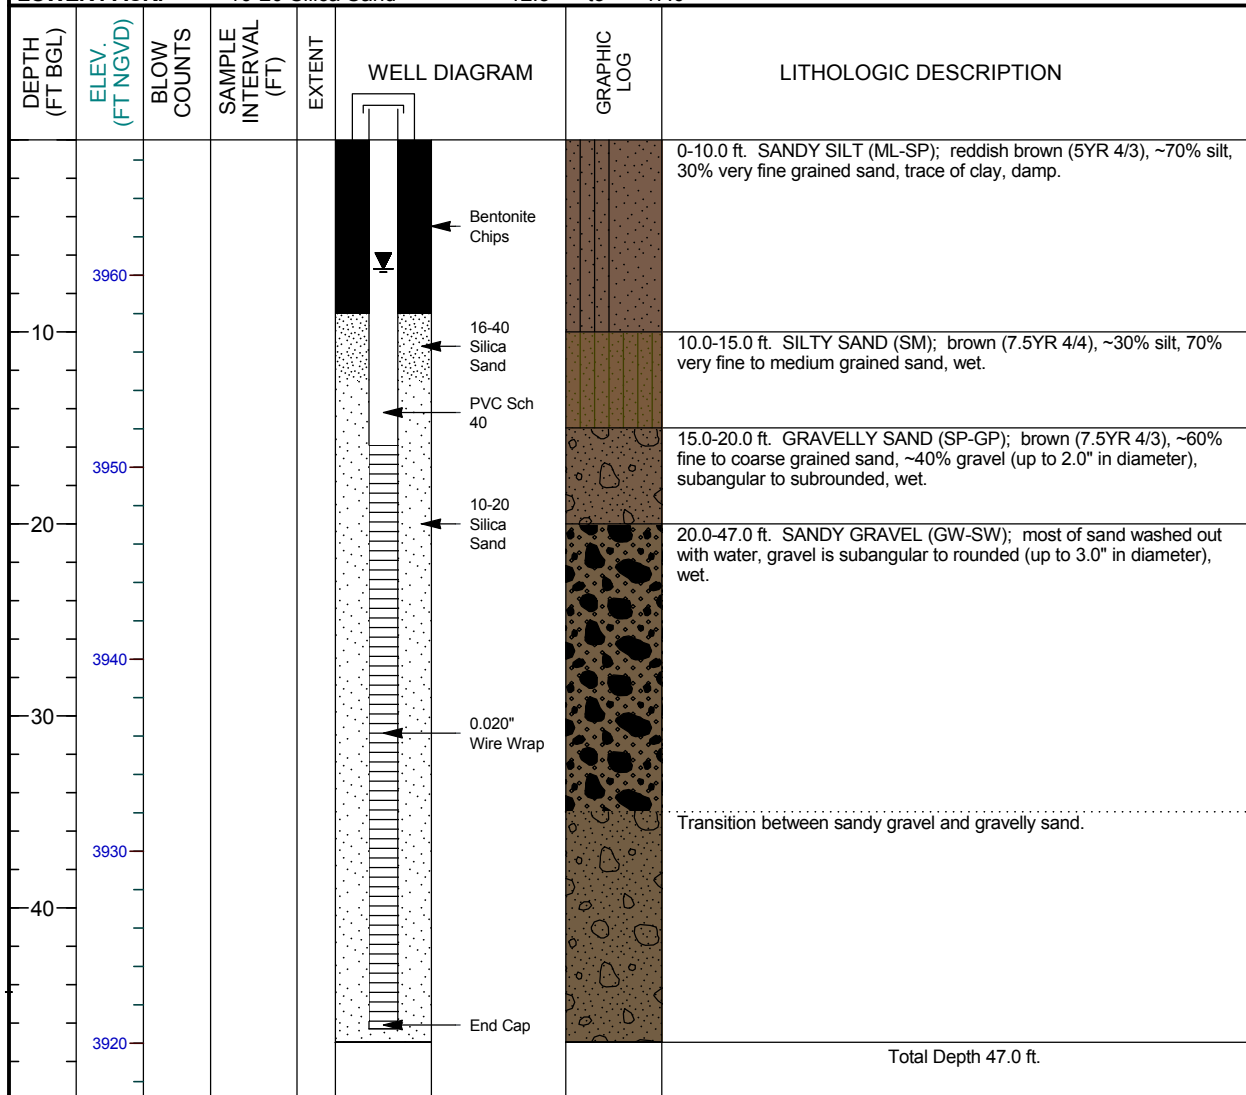 DEPTH
(FT BGL)
ELEV.
(FT NGVD)
BLOW
COUNTS
SAMPLE
INTERVAL
(FT)
EXTENT
WELL DIAGRAM
GRAPHIC
LOG
LITHOLOGIC DESCRIPTION
0-10.0 ft. SANDY SILT (ML-SP); reddish brown (5YR 4/3), ~70% silt,
30% very fine grained sand, trace of clay, damp.
Bentonite
Chips
3960
10
16-40
Silica
Sand
10.0-15.0 ft. SILTY SAND (SM); brown (7.5YR 4/4), ~30% silt, 70%
very fine to medium grained sand, wet.
PVC Sch
40
15.0-20.0 ft. GRAVELLY SAND (SP-GP); brown (7.5YR 4/3), ~60%
fine to coarse grained sand, ~40% gravel (up to 2.0" in diameter),
subangular to subrounded, wet.
3950
10-20
Silica
Sand
20
20.0-47.0 ft. SANDY GRAVEL (GW-SW); most of sand washed out
with water, gravel is subangular to rounded (up to 3.0" in diameter),
wet.
3940
30
0.020"
Wire Wrap
Transition between sandy gravel and gravelly sand.
3930
40
End Cap
3920
Total Depth 47.0 ft.